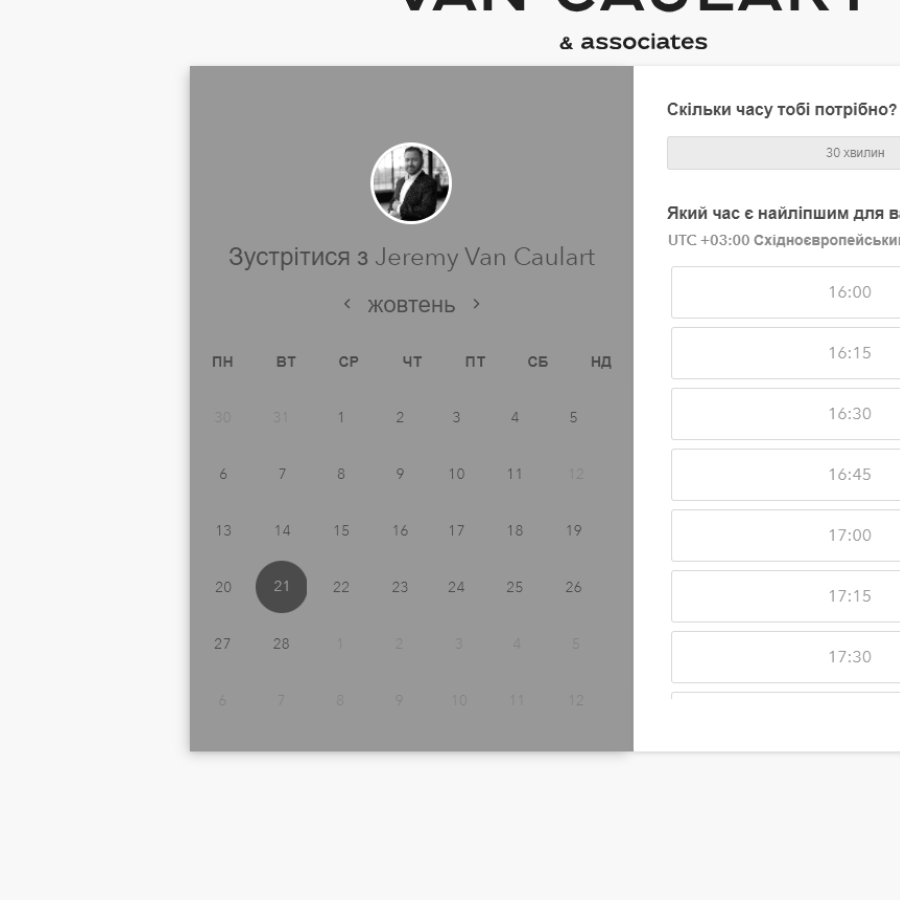 VAN CAULART
& associates
Зустрітися з Jeremy Van Caulart
жовтень
ПН ВТ СР ЧТ ПТ СБ НД
30 31 1 2 3 4 5
6 7 8 9 10 11 12
13 14 15 16 17 18 19
20 21 22 23 24 25 26
27 28 1 2 3 4 5
6 7 8 9 10 11 12
Скільки часу тобі потрібно?
30 хвилин
Який час є найліпшим для
UTC +03:00
16:00
16:15
16:30
16:45
17:00
17:15
17:30